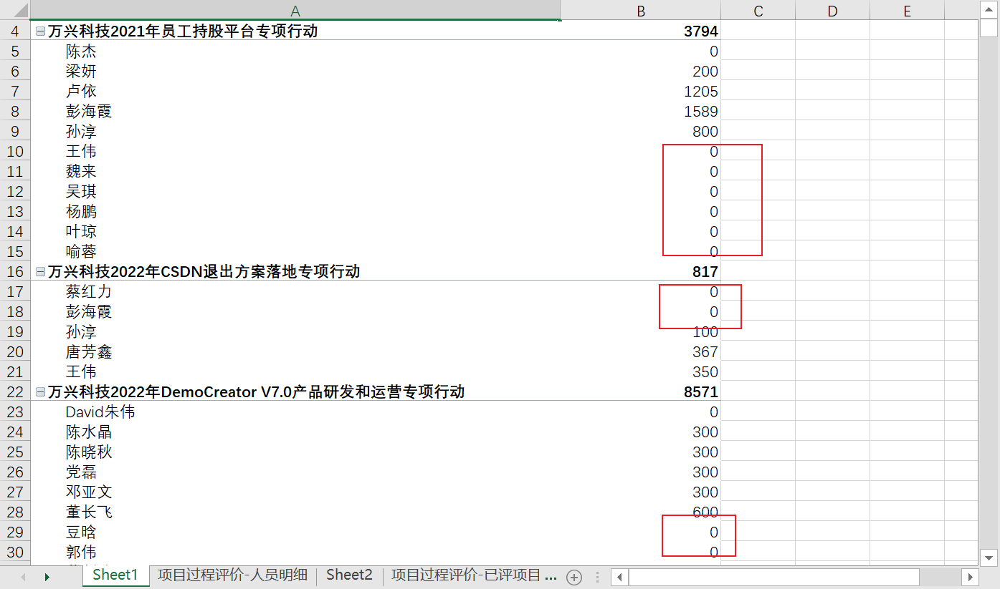 A B C D E
4 万兴科技2021年员工持股平台专项行动 3794
5 陈杰 0
6 梁妍 200
7 卢依 1205
8 彭海霞 1589
9 孙淳 800
10 王伟 0
11 魏来 0
12 吴琪 0
13 杨鹏 0
14 叶琼 0
15 喻蓉 0
16 万兴科技2022年CSDN退出方案落地专项行动 817
17 蔡红力 0
18 彭海霞 0
19 孙淳 100
20 唐芳鑫 367
21 王伟 350
22 万兴科技2022年DemoCreator V7.0产品研发和运营专项行动 8571
23 David朱伟 0
24 陈水晶 300
25 陈晓秋 300
26 党磊 300
27 邓亚文 300
28 董长飞 600
29 豆晗 0
30 郭伟 0
Sheet1 项目过程评价-人员明细 Sheet2 项目过程评价-已评项目 ...